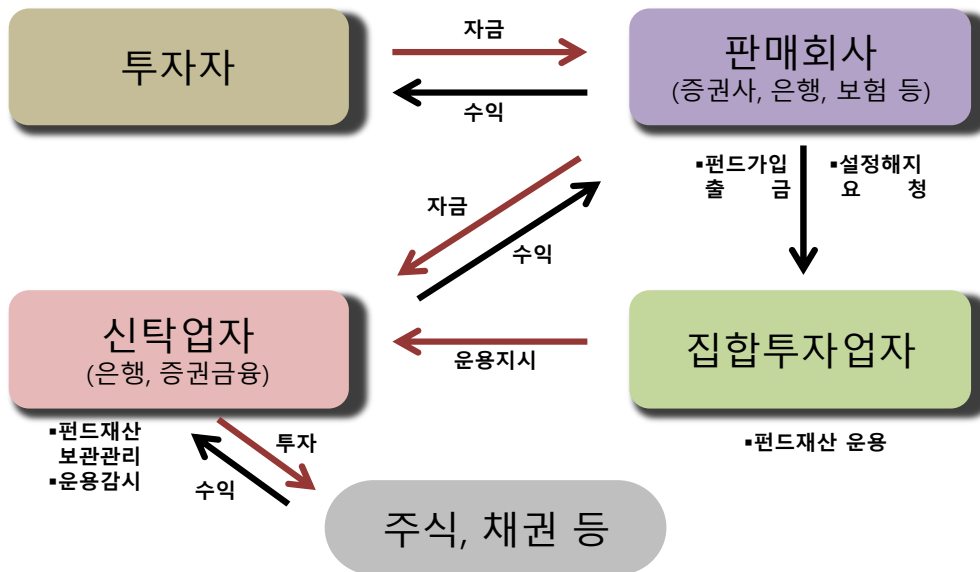 투자자
자금
수익
판매회사
(증권사, 은행, 보험 등)
▪펀드가입
출 금
▪설정해지
요 청
자금
수익
신탁업자
(은행, 증권금융)
운용지시
집합투자업자
▪펀드재산
보관관리
▪운용감시
투자
수익
▪펀드재산 운용
주식, 채권 등